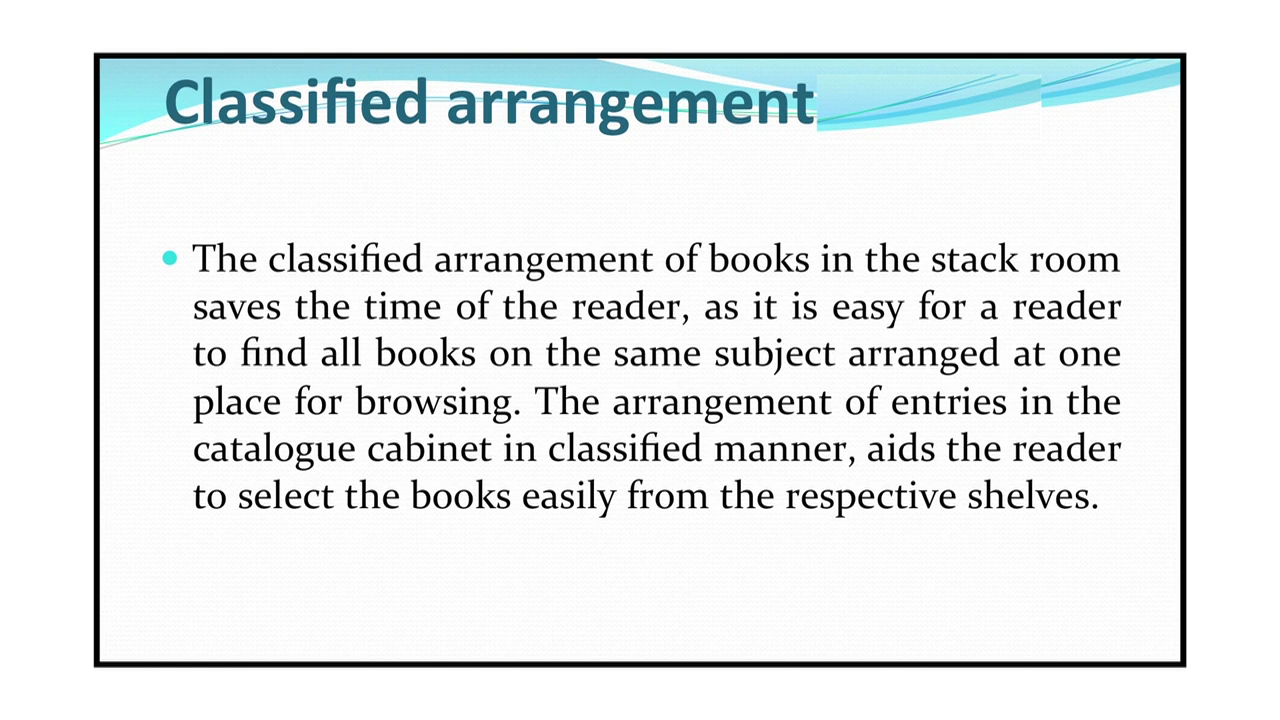 Classified arrangement
The classified arrangement of books in the stack room
saves the time of the reader, as it is easy for a reader
to find all books on the same subject arranged at one
place for browsing. The arrangement of entries in the
catalogue cabinet in classified manner, aids the reader
to select the books easily from the respective shelves.